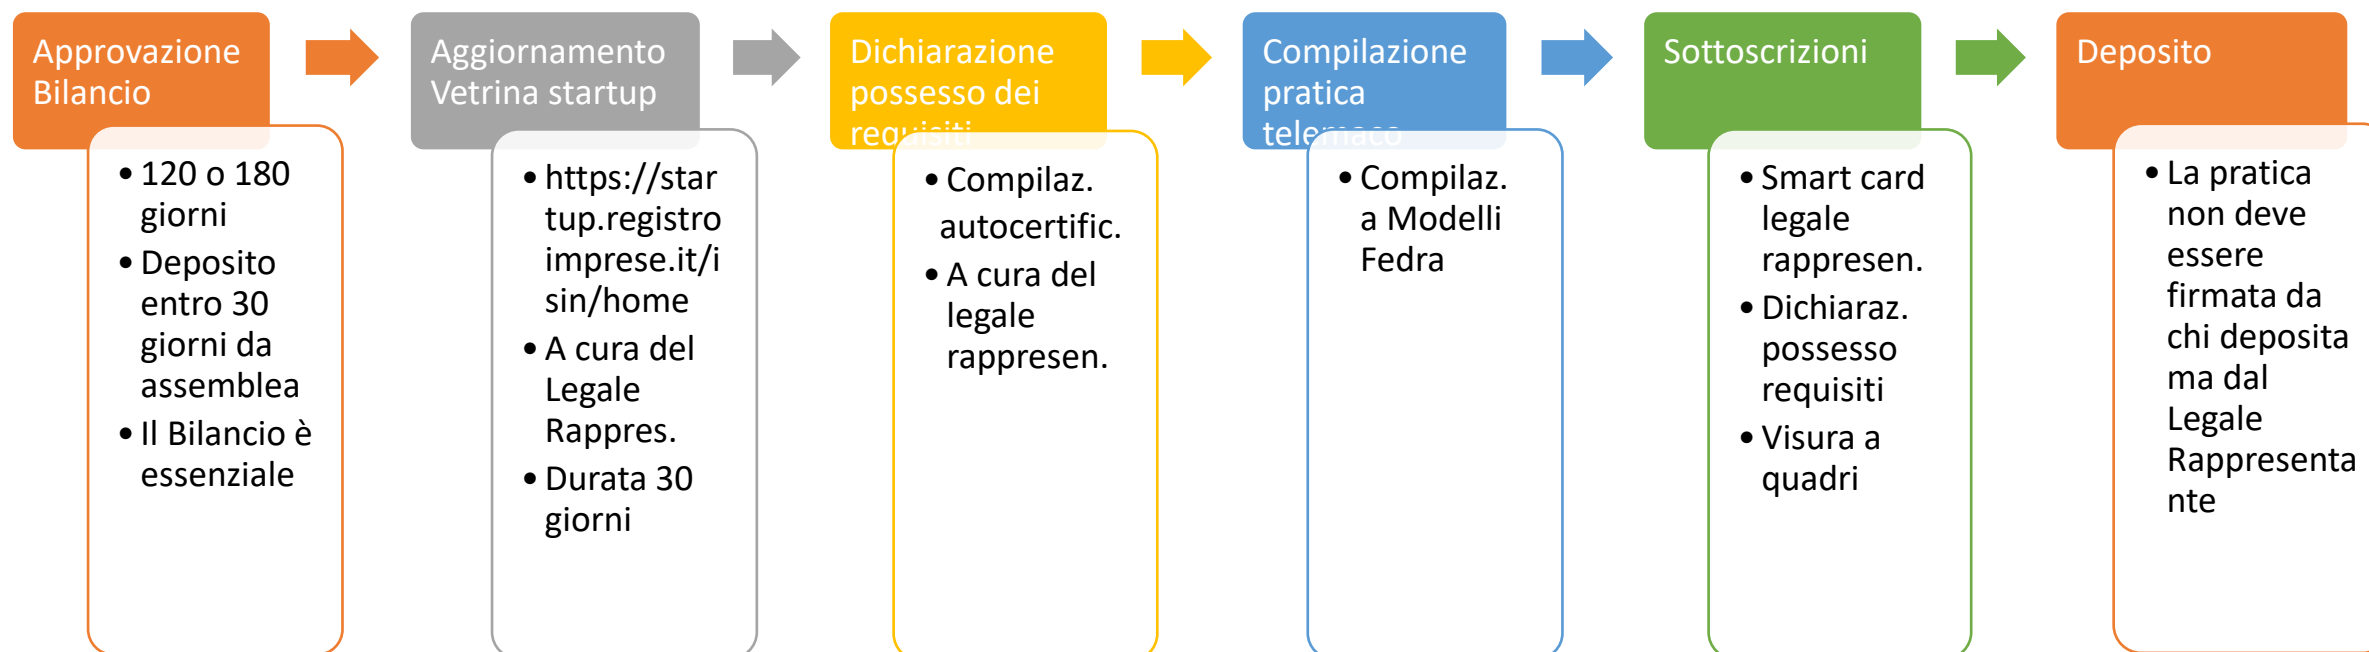 Approvazione
Bilancio
• 120 o 180
giorni
• Deposito
entro 30
giorni da
assemblea
• Il Bilancio è
essenziale
Aggiornamento
Vetrina startup
• https://star
tup.registro
imprese.it/i
sin/home
• A cura del
Legale
Rappres.
• Durata 30
giorni
Dichiarazione
possesso dei
requisiti
• Compilaz.
autocertific.
• A cura del
legale
rappresen.
Compilazione
pratica
telemaco
• Compilaz.
a Modelli
Fedra
Sottoscrizioni
• Smart card
legale
rappresen.
• Dichiaraz.
possesso
requisiti
• Visura a
quadri
Deposito
• La pratica
non deve
essere
firmata da
chi deposita
ma dal
Legale
Rappresenta
nte